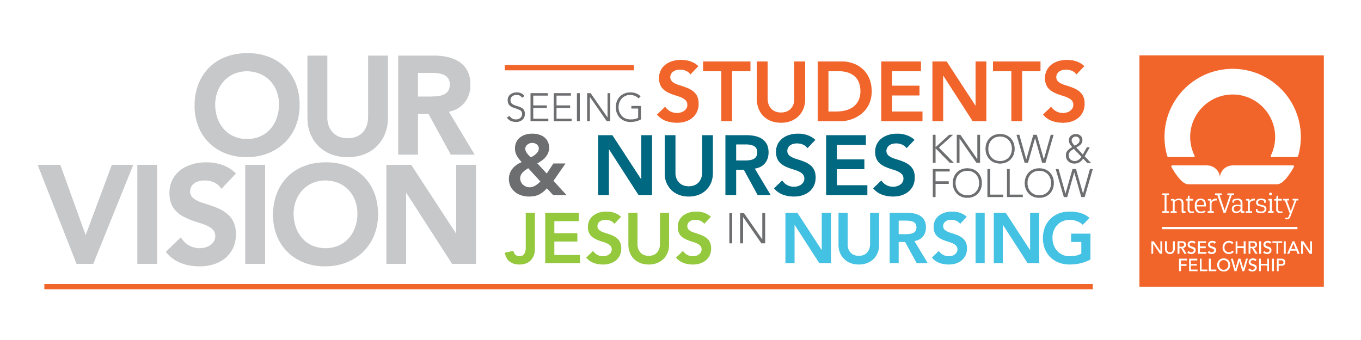 OUR
VISION
SEEING STUDENTS
& NURSES KNOW &
FOLLOW
JESUS IN NURSING
InterVarsity
NURSES CHRISTIAN
FELLOWSHIP